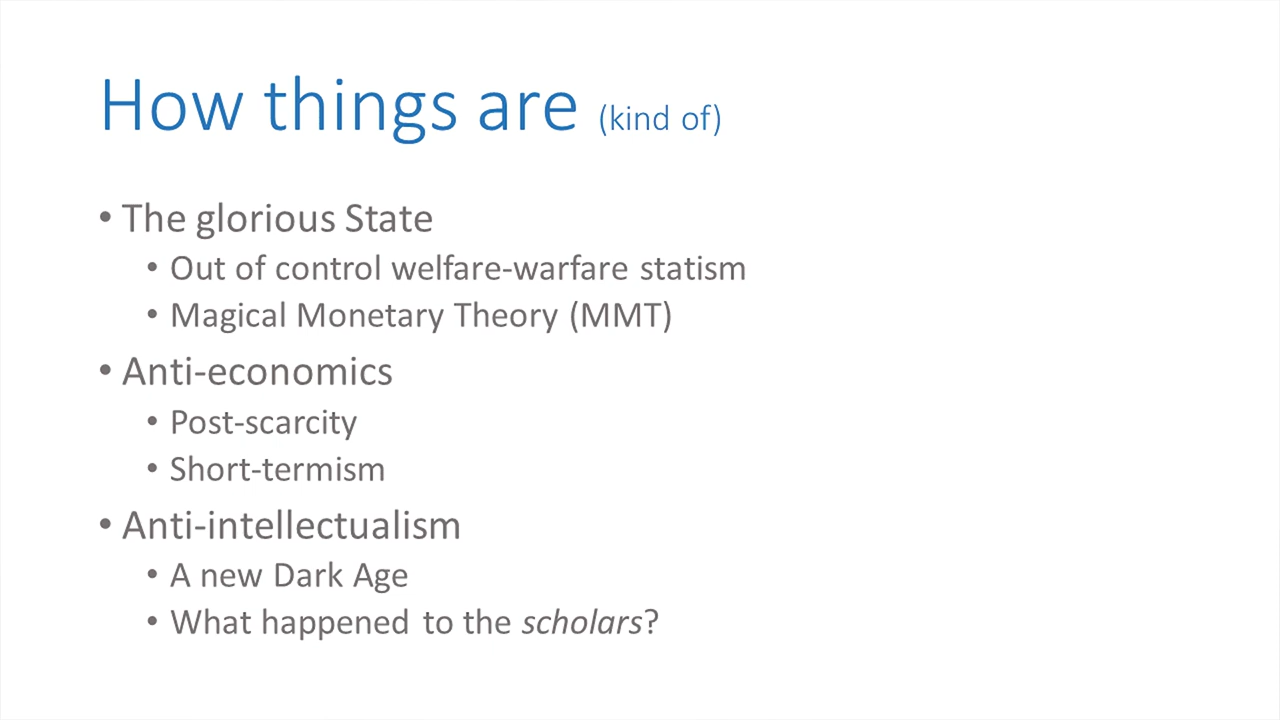 How things are (kind of)
• The glorious State
• Out of control welfare-warfare statism
• Magical Monetary Theory (MMT)
• Anti-economics
• Post-scarcity
• Short-termism
• Anti-intellectualism
• A new Dark Age
• What happened to the scholars?